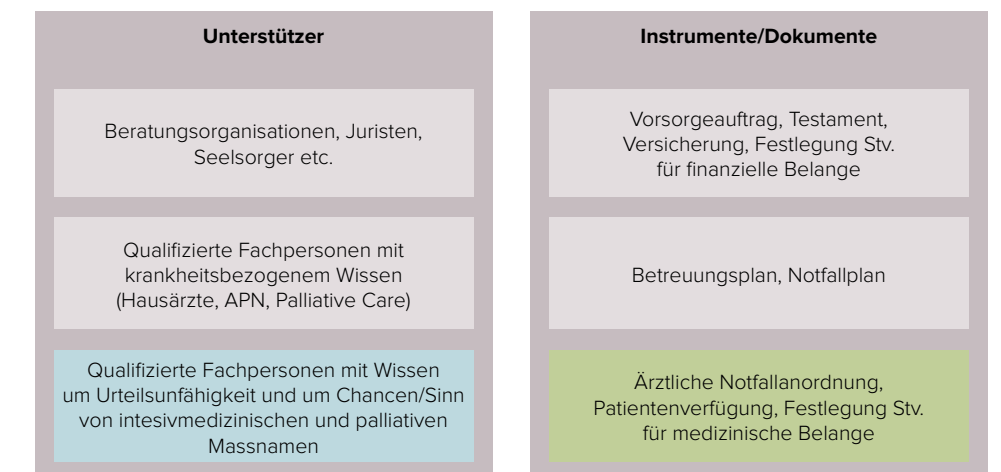 Unterstützer
Beratungsorganisationen, Juristen,
Seelsorger etc.
Qualifizierte Fachpersonen mit
krankheitsbezogenem Wissen
(Hausärzte, APN, Palliative Care)
Qualifizierte Fachpersonen mit Wissen
um Urteilsunfähigkeit und um Chancen/Sinn
von intesivmedizinischen und palliativen
Massnamen
Instrumente/Dokumente
Vorsorgeauftrag, Testament,
Versicherung, Festlegung Stv.
für finanzielle Belange
Betreuungsplan, Notfallplan
Ärztliche Notfallanordnung,
Patientenverfügung, Festlegung Stv.
für medizinische Belange